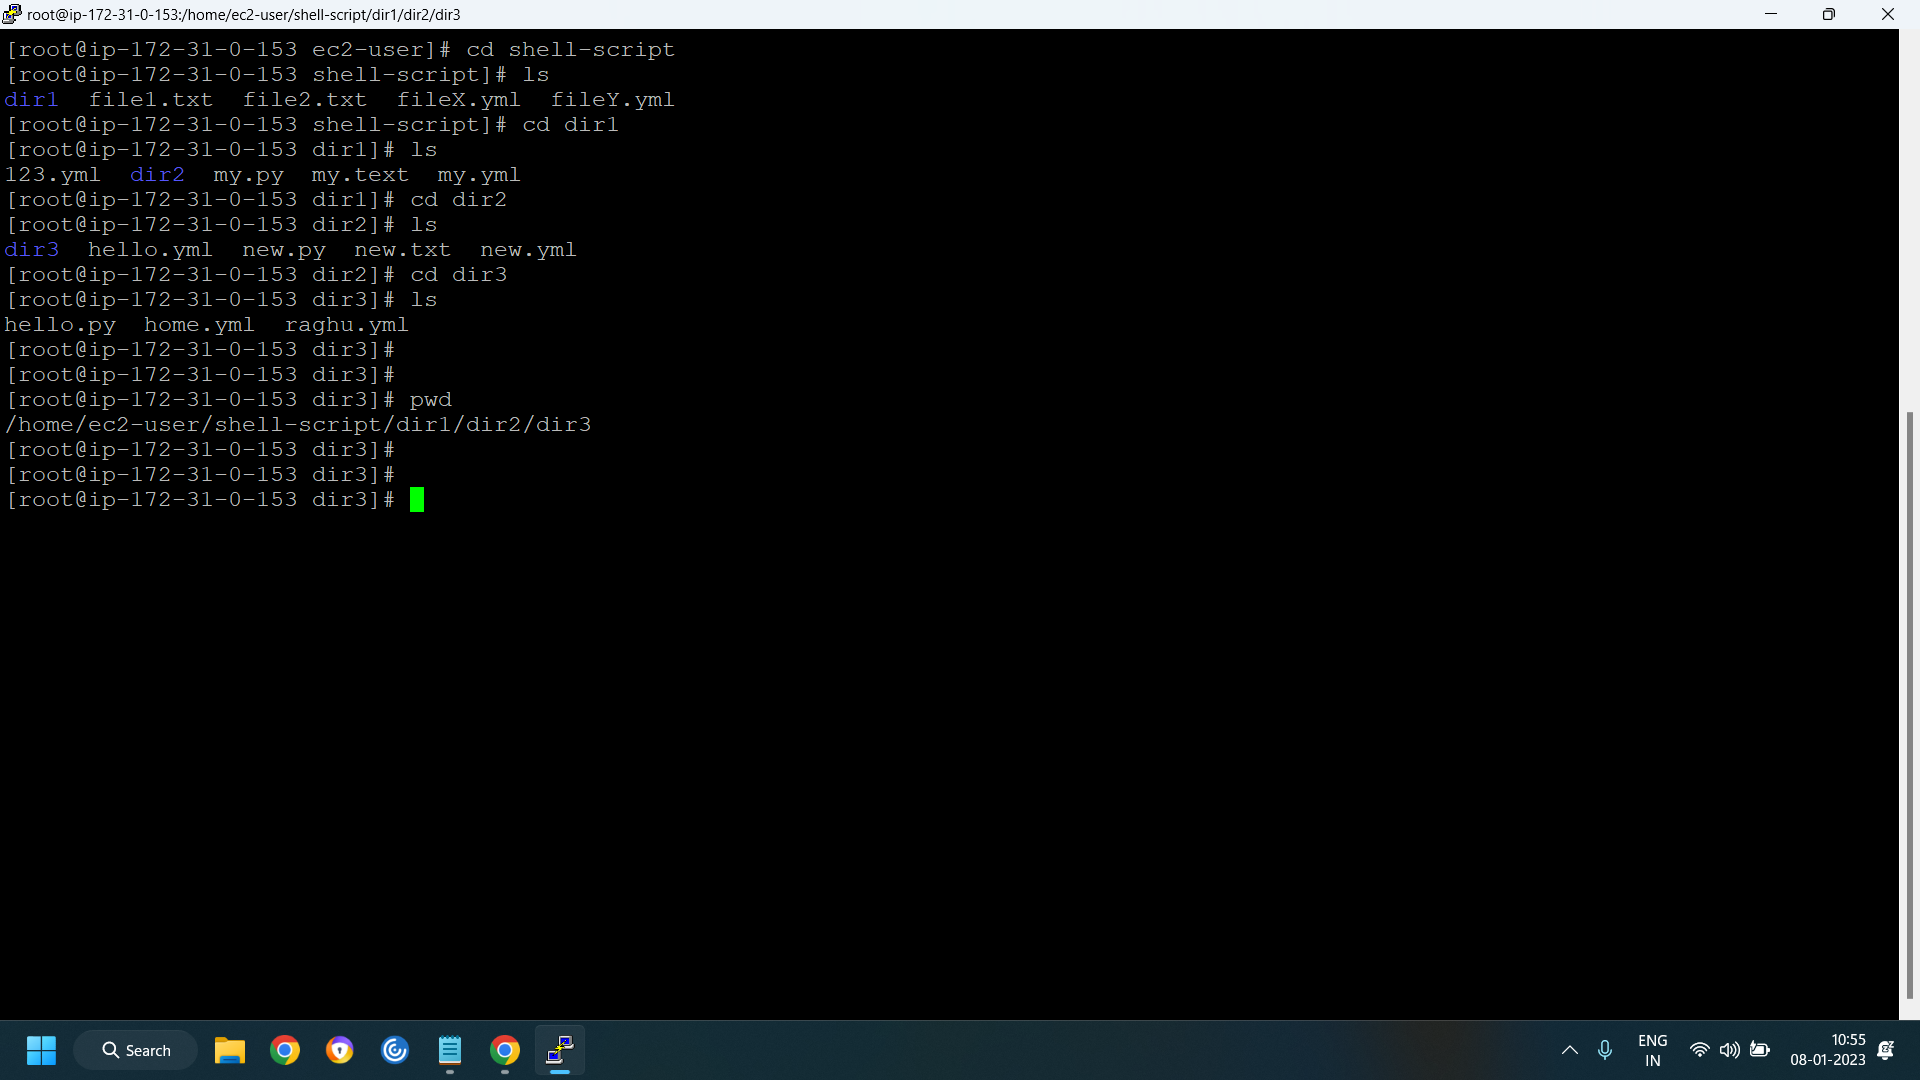 root@ip-172-31-0-153:/home/ec2-user/shell-script/dir1/dir2/dir3
[root@ip-172-31-0-153 ec2-user]# cd shell-script
[root@ip-172-31-0-153 shell-script]# ls
dir1  file1.txt  file2.txt  fileX.yml  fileY.yml
[root@ip-172-31-0-153 shell-script]# cd dir1
[root@ip-172-31-0-153 dir1]# ls
123.yml  dir2  my.py  my.text  my.yml
[root@ip-172-31-0-153 dir1]# cd dir2
[root@ip-172-31-0-153 dir2]# ls
dir3  hello.yml  new.py  new.txt  new.yml
[root@ip-172-31-0-153 dir2]# cd dir3
[root@ip-172-31-0-153 dir3]# ls
hello.py  home.yml  raghu.yml
[root@ip-172-31-0-153 dir3]#
[root@ip-172-31-0-153 dir3]#
[root@ip-172-31-0-153 dir3]# pwd
/home/ec2-user/shell-script/dir1/dir2/dir3
[root@ip-172-31-0-153 dir3]#
[root@ip-172-31-0-153 dir3]#
[root@ip-172-31-0-153 dir3]#
Search
ENG
IN
10:55
08-01-2023